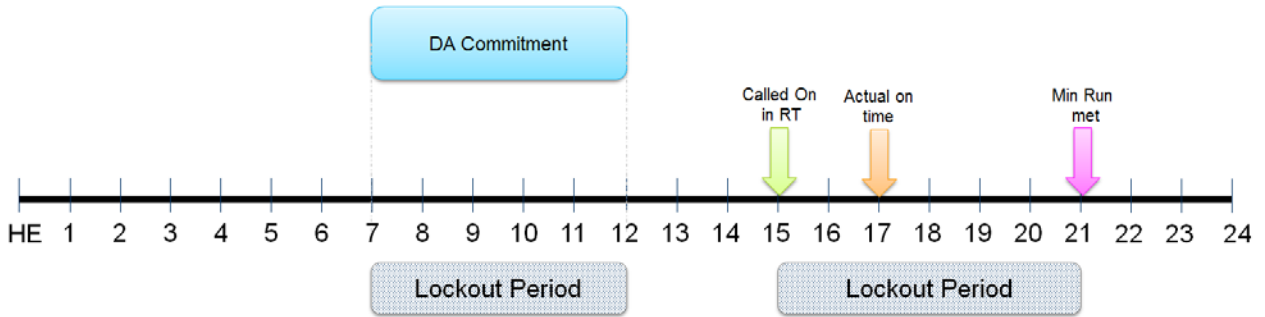 DA Commitment
Called On
in RT
Actual on
time
Min Run
met
HE 1 2 3 4 5 6 7 8 9 10 11 12 13 14 15 16 17 18 19 20 21 22 23 24
Lockout Period
Lockout Period